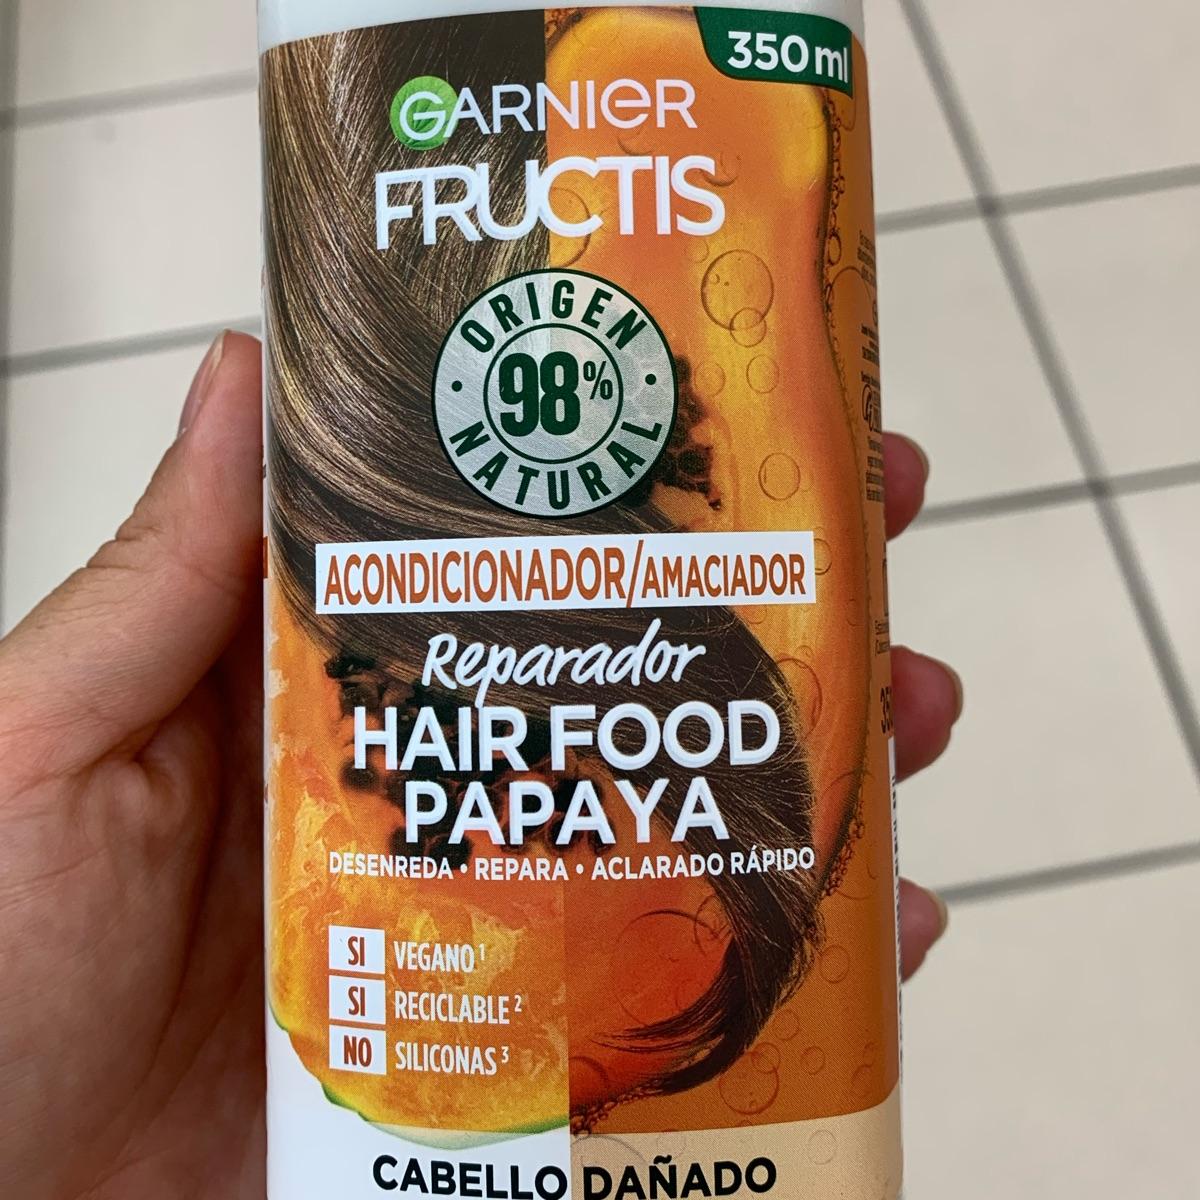 350 ml
GARNIER
FRUCTIS
ORIGEN
98%
NATURAL
ACONDICIONADOR/AMACIADOR
Reparador
HAIR FOOD
PAPAYA
DESENREDA • REPARA • ACLARADO RÁPIDO
SI VEGANO¹
SI RECICLABLE²
NO SILICONAS³
CABELLO DAÑADO